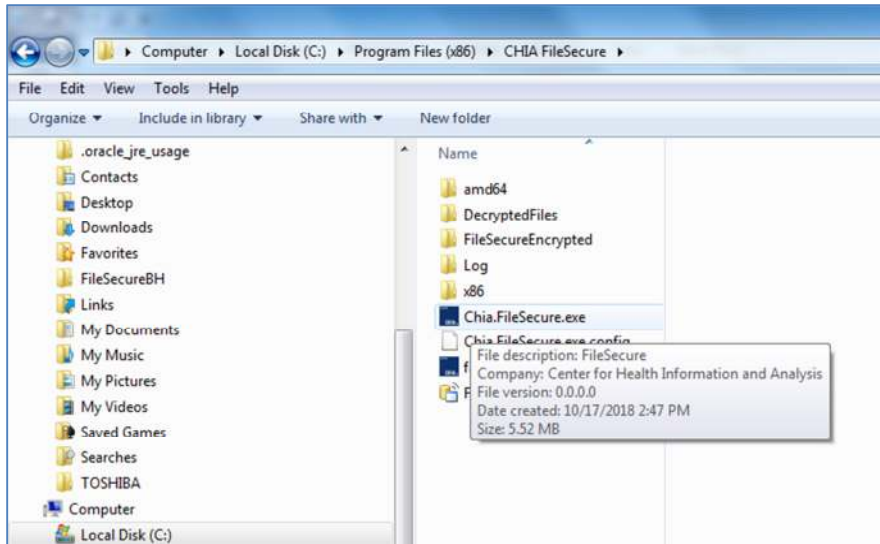 Computer Local Disk (C:) Program Files (x86) CHIA FileSecure
File Edit View Tools Help
Organize Include in library Share with New folder
.oracle_jre_usage
Contacts
Desktop
Downloads
Favorites
FileSecureBH
Links
My Documents
My Music
My Pictures
My Videos
Saved Games
Searches
TOSHIBA
Computer
Local Disk (C:)
Name
amd64
DecryptedFiles
FileSecureEncrypted
Log
x86
Chia.FileSecure.exe
Chia.FileSecure.exe.config
f
F
File description: FileSecure
Company: Center for Health Information and Analysis
File version: 0.0.0.0
Date created: 10/17/2018 2:47 PM
Size: 5.52 MB